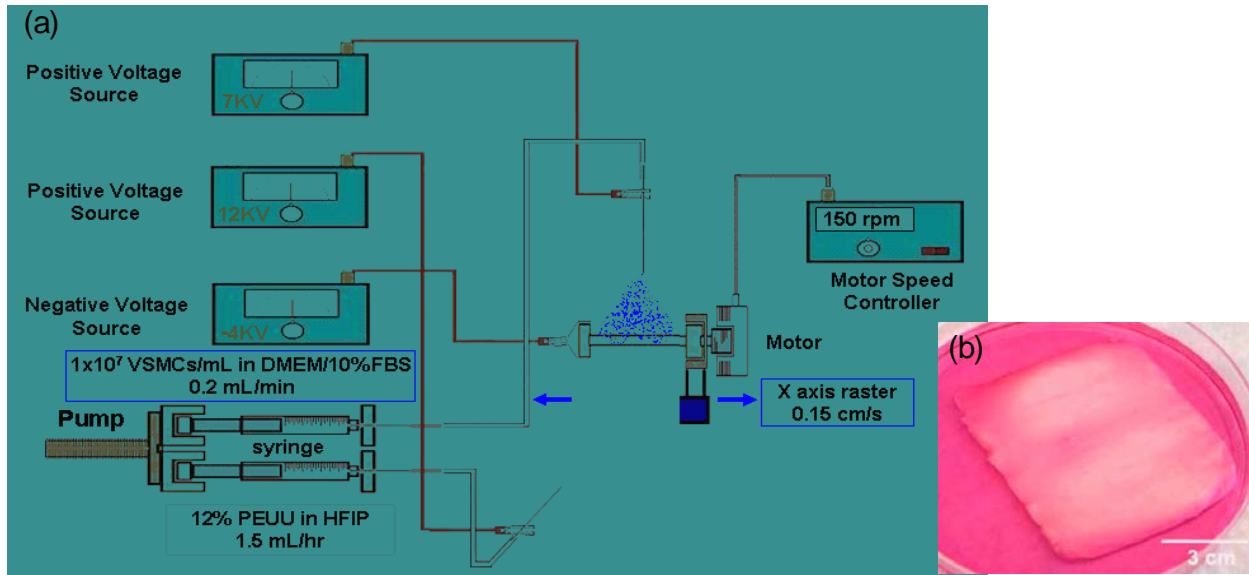 (a)
Positive Voltage
Source
7KV
Positive Voltage
Source
12KV
Negative Voltage
Source
-4KV
1x10⁷ VSMCs/mL in DMEM/10%FBS
0.2 mL/min
Pump
syringe
12% PEUU in HFIP
1.5 mL/hr
150 rpm
Motor Speed
Controller
Motor
X axis raster
0.15 cm/s
(b)
3 cm